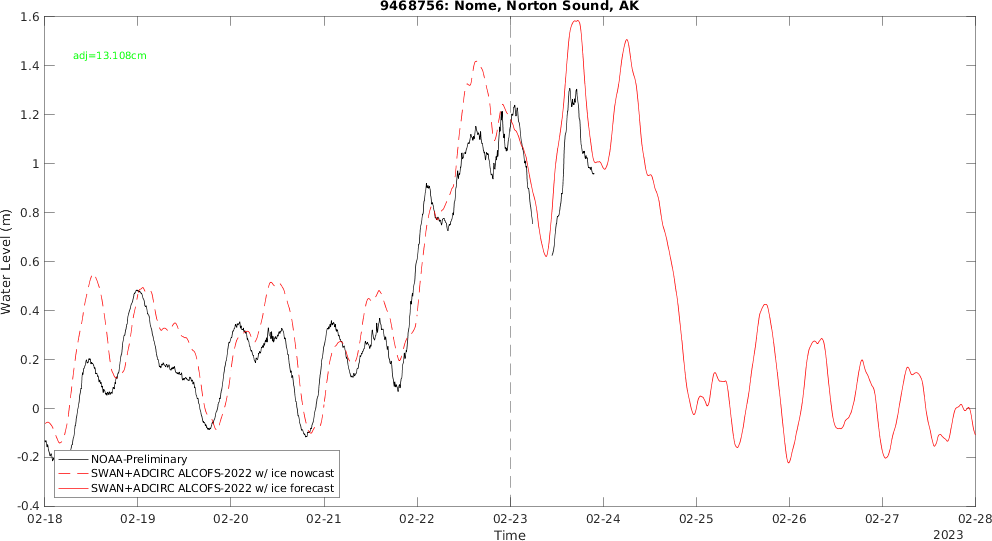 9468756: Nome, Norton Sound, AK
adj=13.108cm
Water Level (m)
1.6
1.4
1.2
1
0.8
0.6
0.4
0.2
0
-0.2
-0.4
NOAA-Preliminary
SWAN+ADCIRC ALCOFS-2022 w/ ice nowcast
SWAN+ADCIRC ALCOFS-2022 w/ ice forecast
02-18 02-19 02-20 02-21 02-22 02-23 02-24 02-25 02-26 02-27 02-28
Time
2023